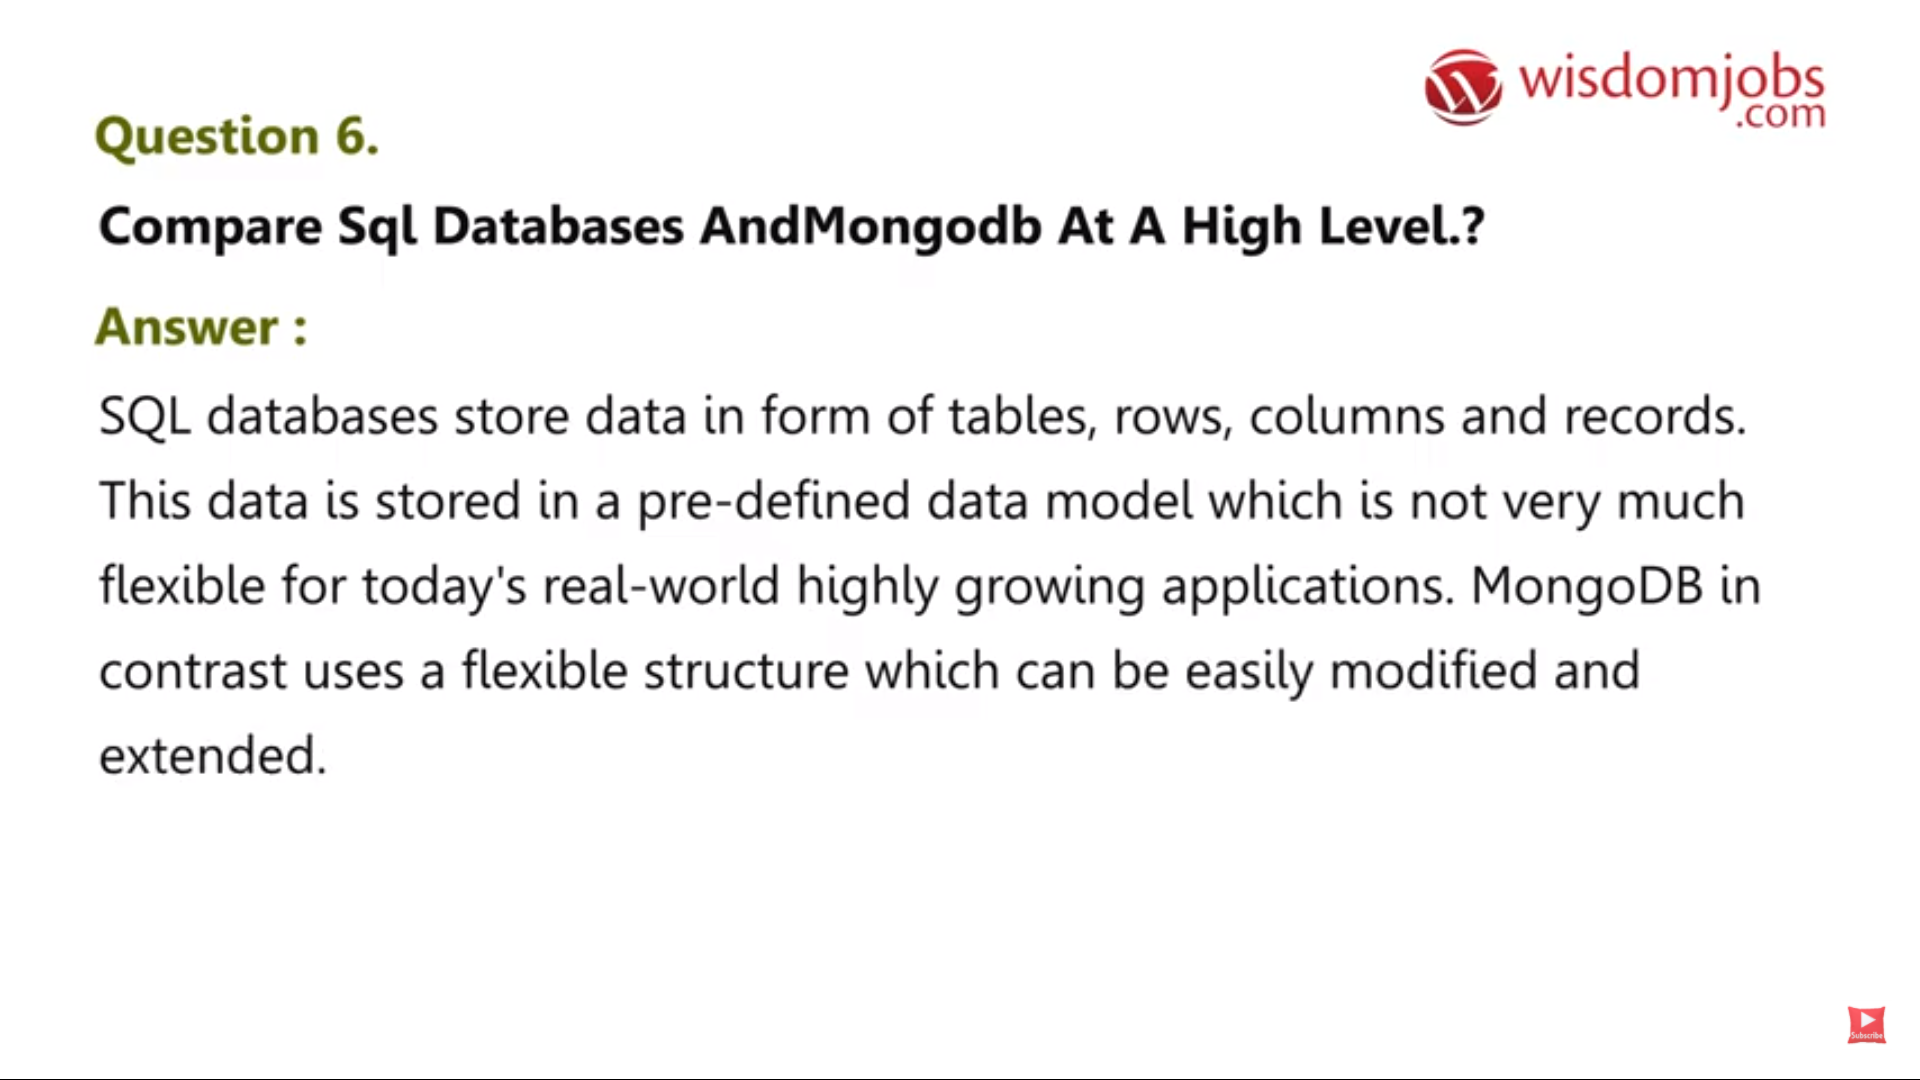 wisdomjobs
.com
Question 6.
Compare Sql Databases AndMongodb At A High Level.?
Answer :
SQL databases store data in form of tables, rows, columns and records.
This data is stored in a pre-defined data model which is not very much
flexible for today's real-world highly growing applications. MongoDB in
contrast uses a flexible structure which can be easily modified and
extended.
Subscribe